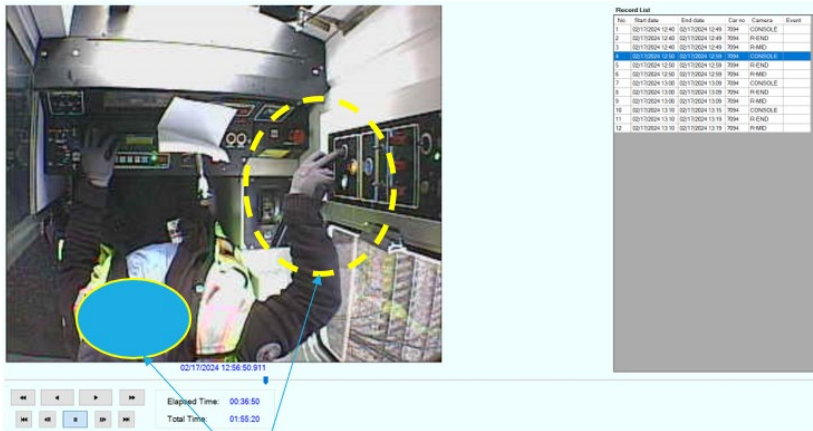 Record List
No. Start date End date Car no Camera Event
1 02/17/2024 12:40 02/17/2024 12:49 7094 CONSOLE
2 02/17/2024 12:40 02/17/2024 12:49 7094 R-END
3 02/17/2024 12:40 02/17/2024 12:49 7094 R-MID
4 02/17/2024 12:50 02/17/2024 12:59 7094 CONSOLE
5 02/17/2024 12:50 02/17/2024 12:59 7094 R-END
6 02/17/2024 12:50 02/17/2024 12:59 7094 R-MID
7 02/17/2024 13:00 02/17/2024 13:09 7094 CONSOLE
8 02/17/2024 13:00 02/17/2024 13:09 7094 R-END
9 02/17/2024 13:00 02/17/2024 13:09 7094 R-MID
10 02/17/2024 13:10 02/17/2024 13:15 7094 CONSOLE
11 02/17/2024 13:10 02/17/2024 13:19 7094 R-END
12 02/17/2024 13:10 02/17/2024 13:19 7094 R-MID
02/17/2024 12:56:50.911
Elapsed Time: 00:36:50
Total Time: 01:55:20